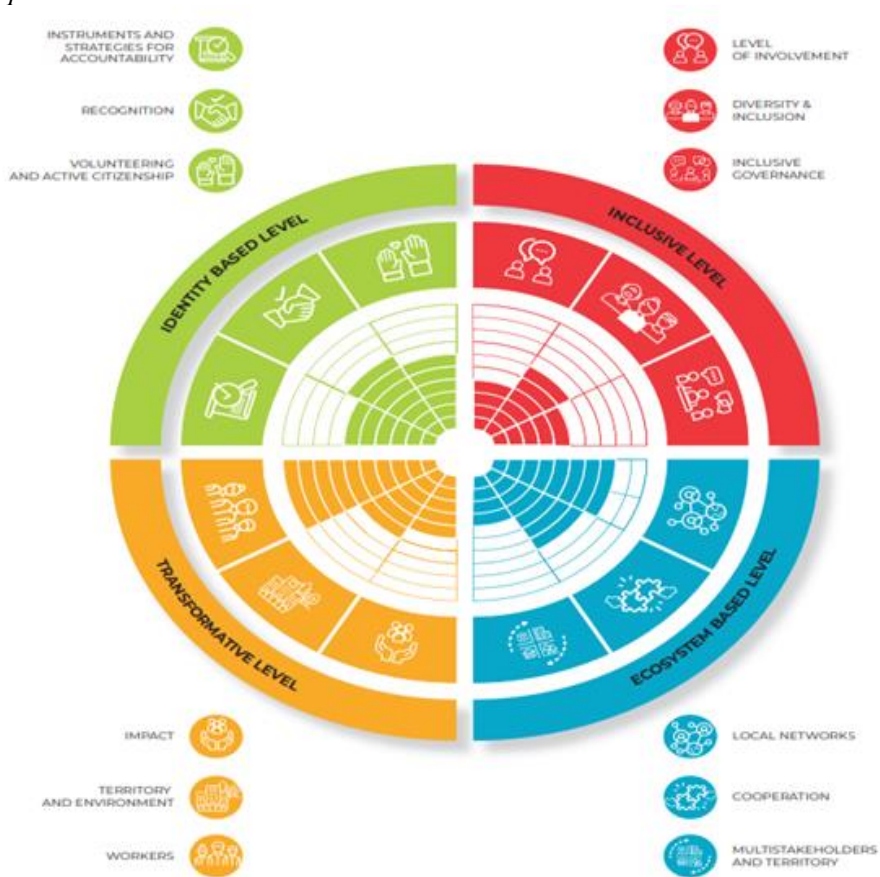 INSTRUMENTS AND
STRATEGIES FOR
ACCOUNTABILITY
RECOGNITION
VOLUNTEERING
AND ACTIVE CITIZENSHIP
LEVEL
OF INVOLVEMENT
DIVERSITY &
INCLUSION
INCLUSIVE
GOVERNANCE
IDENTITY BASED LEVEL
INCLUSIVE LEVEL
TRANSFORMATIVE LEVEL
ECOSYSTEM BASED LEVEL
IMPACT
TERRITORY
AND ENVIRONMENT
WORKERS
LOCAL NETWORKS
COOPERATION
MULTISTAKEHOLDERS
AND TERRITORY